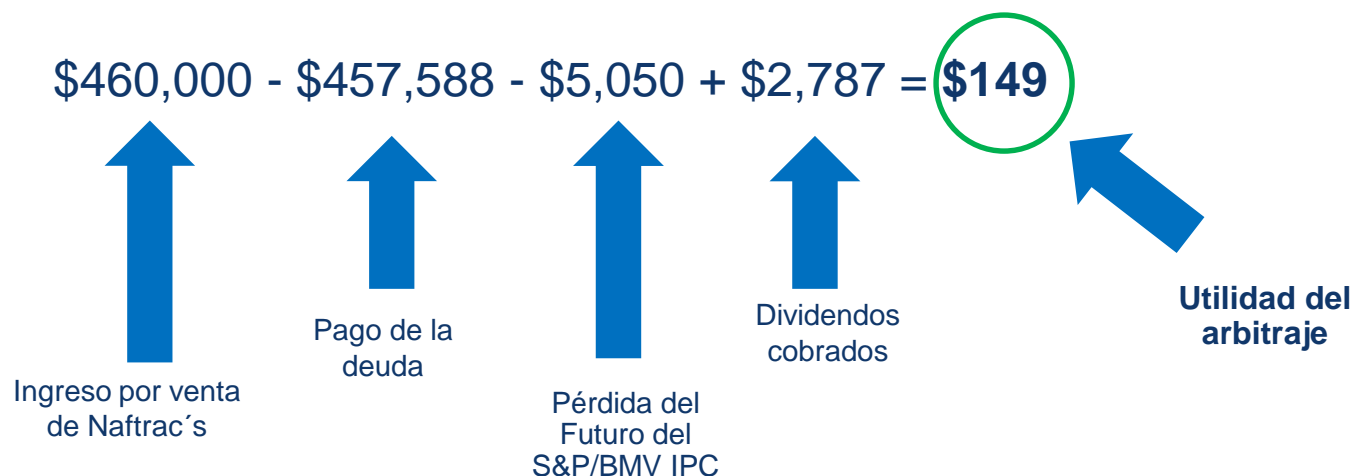 $460,000 - $457,588 - $5,050 + $2,787 = $149
Ingreso por venta
de Naftrac´s
Pago de la
deuda
Pérdida del
Futuro del
S&P/BMV IPC
Dividendos
cobrados
Utilidad del
arbitraje